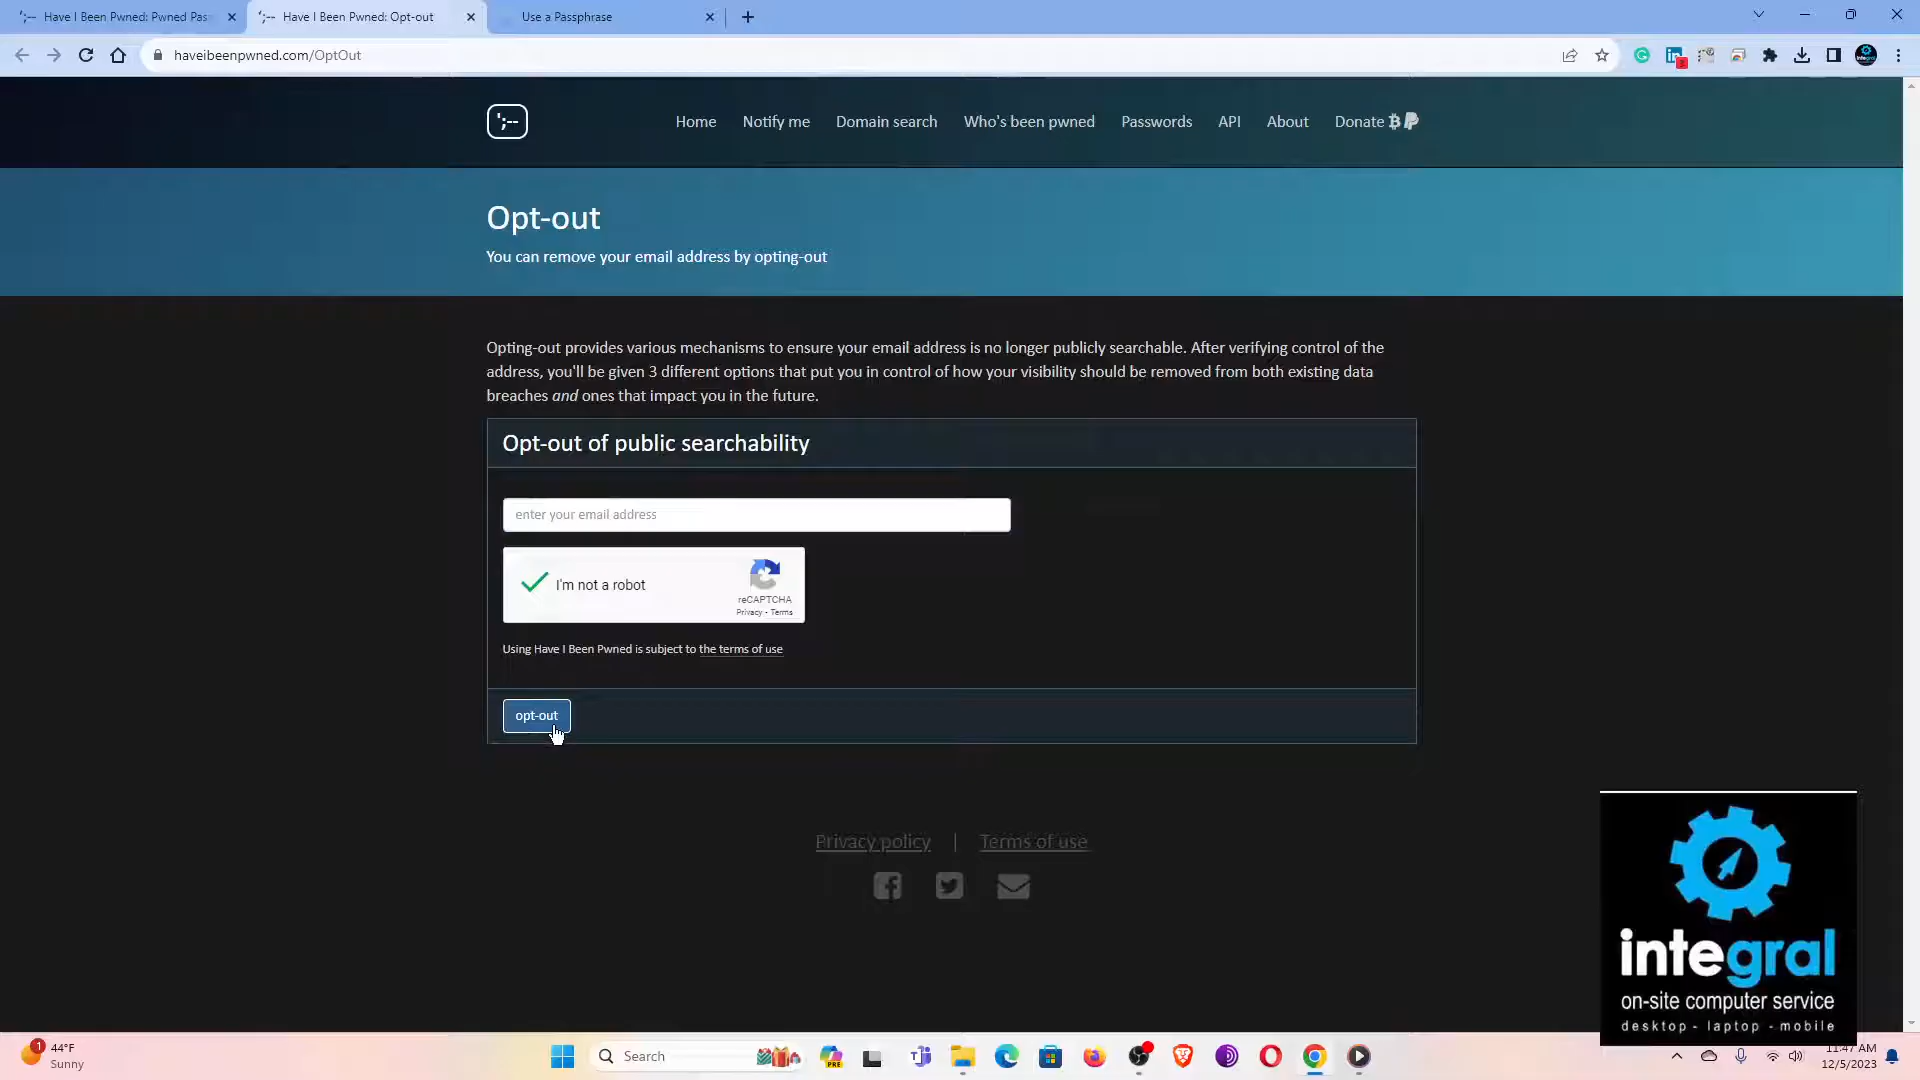 Have I Been Pwned: Pwned Pas
Have I Been Pwned: Opt-out
Use a Passphrase
haveibeenpwned.com/OptOut
';--
Home
Notify me
Domain search
Who's been pwned
Passwords
API
About
Donate
Opt-out
You can remove your email address by opting-out
Opting-out provides various mechanisms to ensure your email address is no longer publicly searchable. After verifying control of the
address, you'll be given 3 different options that put you in control of how your visibility should be removed from both existing data
breaches and ones that impact you in the future.
Opt-out of public searchability
enter your email address
I'm not a robot
reCAPTCHA
Privacy - Terms
Using Have I Been Pwned is subject to the terms of use
opt-out
Privacy policy | Terms of use
integral
on-site computer service
desktop - laptop - mobile
1
44°F
Sunny
Search
PRE
11:47 AM
12/5/2023